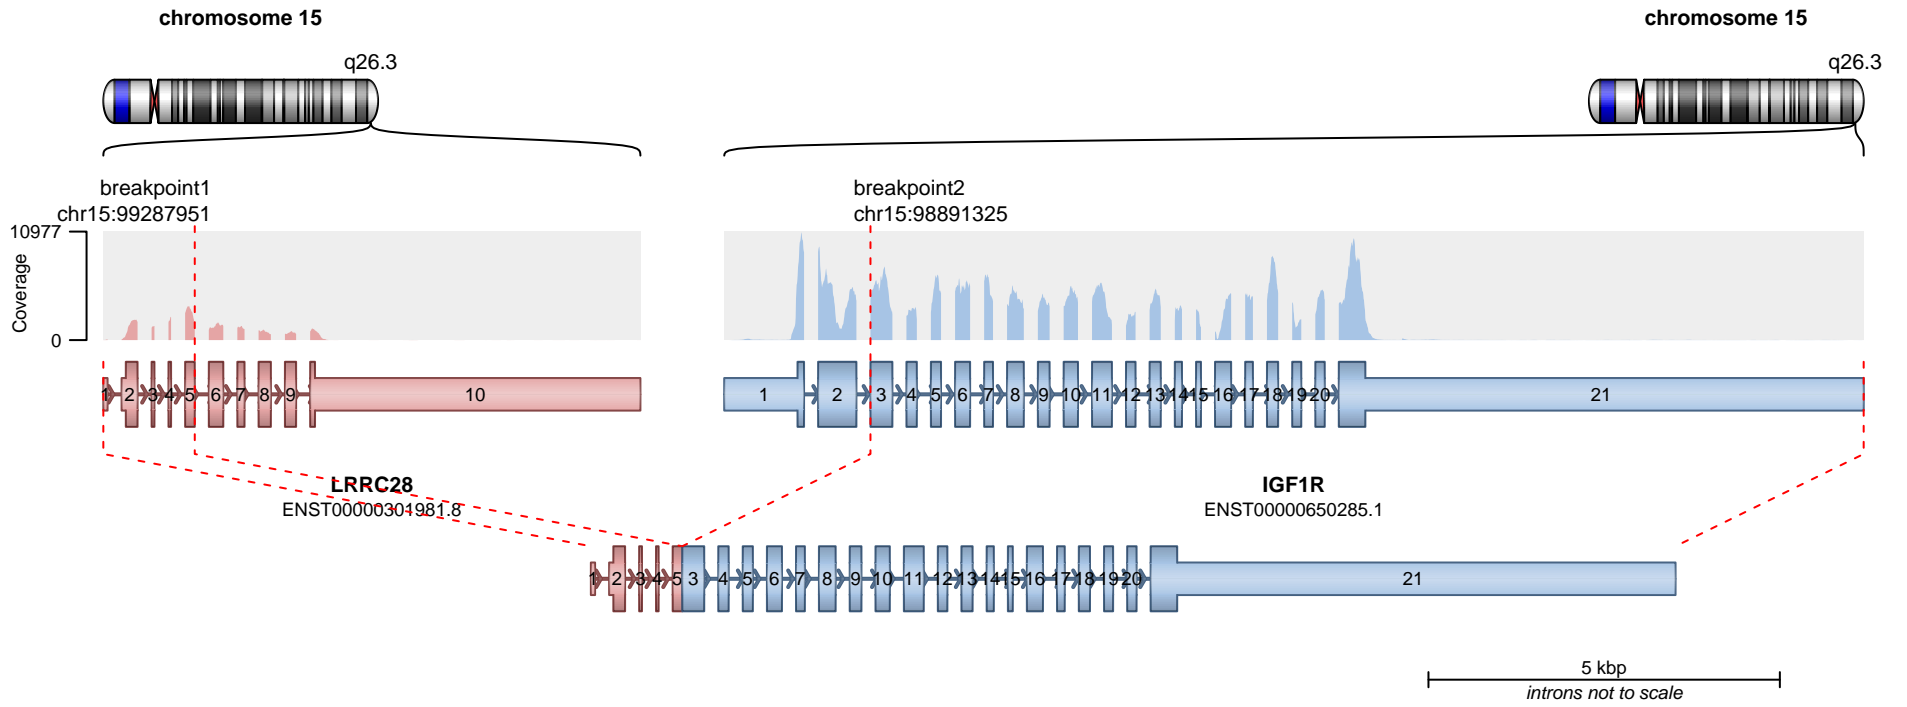 chromosome 15
chromosome 15
q26.3
q26.3
breakpoint1
chr15:99287951
breakpoint2
chr15:98891325
10977
Coverage
0
1 2 3 4 5 6 7 8 9 10
1 2 3 4 5 6 7 8 9 10 11 12 13 14 15 16 17 18 19 20 21
LRRC28
ENST00000301981.8
IGF1R
ENST00000650285.1
1 2 3 4 5 3 4 5 6 7 8 9 10 11 12 13 14 15 16 17 18 19 20 21
5 kbp
introns not to scale